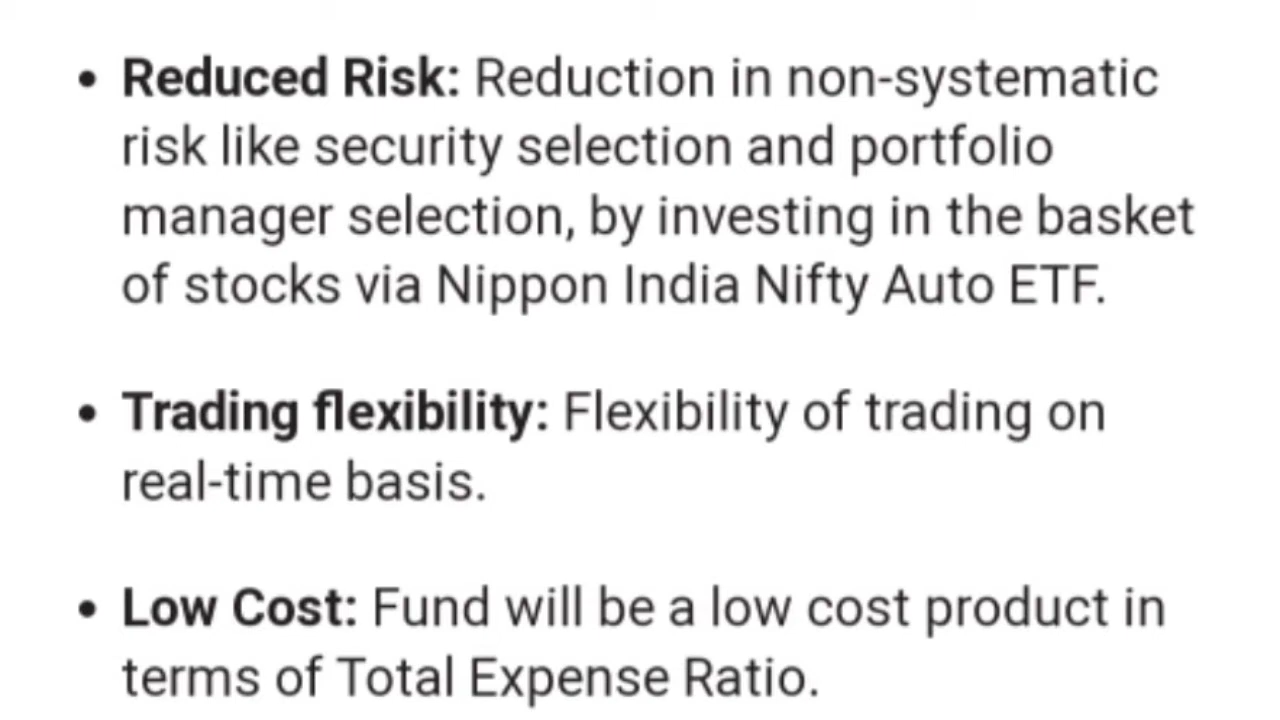 • Reduced Risk: Reduction in non-systematic
risk like security selection and portfolio
manager selection, by investing in the basket
of stocks via Nippon India Nifty Auto ETF.
• Trading flexibility: Flexibility of trading on
real-time basis.
• Low Cost: Fund will be a low cost product in
terms of Total Expense Ratio.